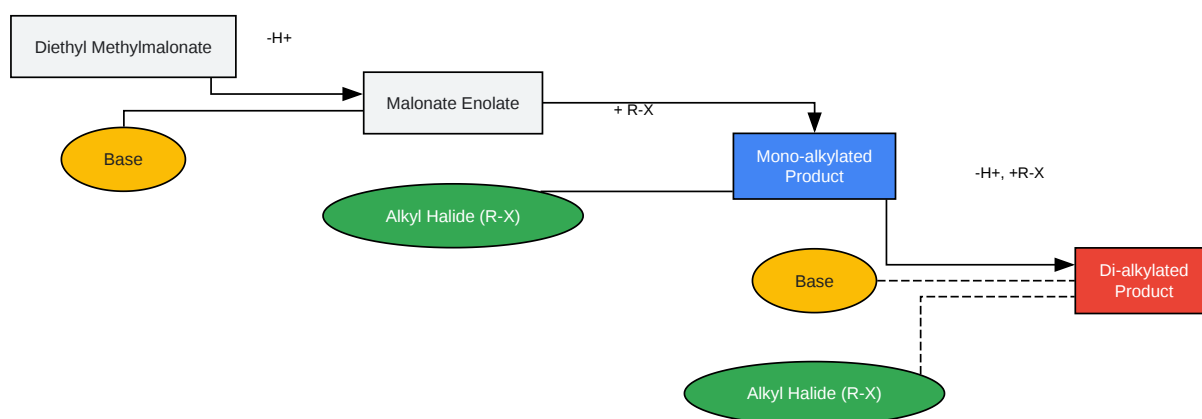 Diethyl Methylmalonate
-H+
Malonate Enolate
+ R-X
Base
Mono-alkylated
Product
-H+, +R-X
Alkyl Halide (R-X)
Base
Di-alkylated
Product
Alkyl Halide (R-X)